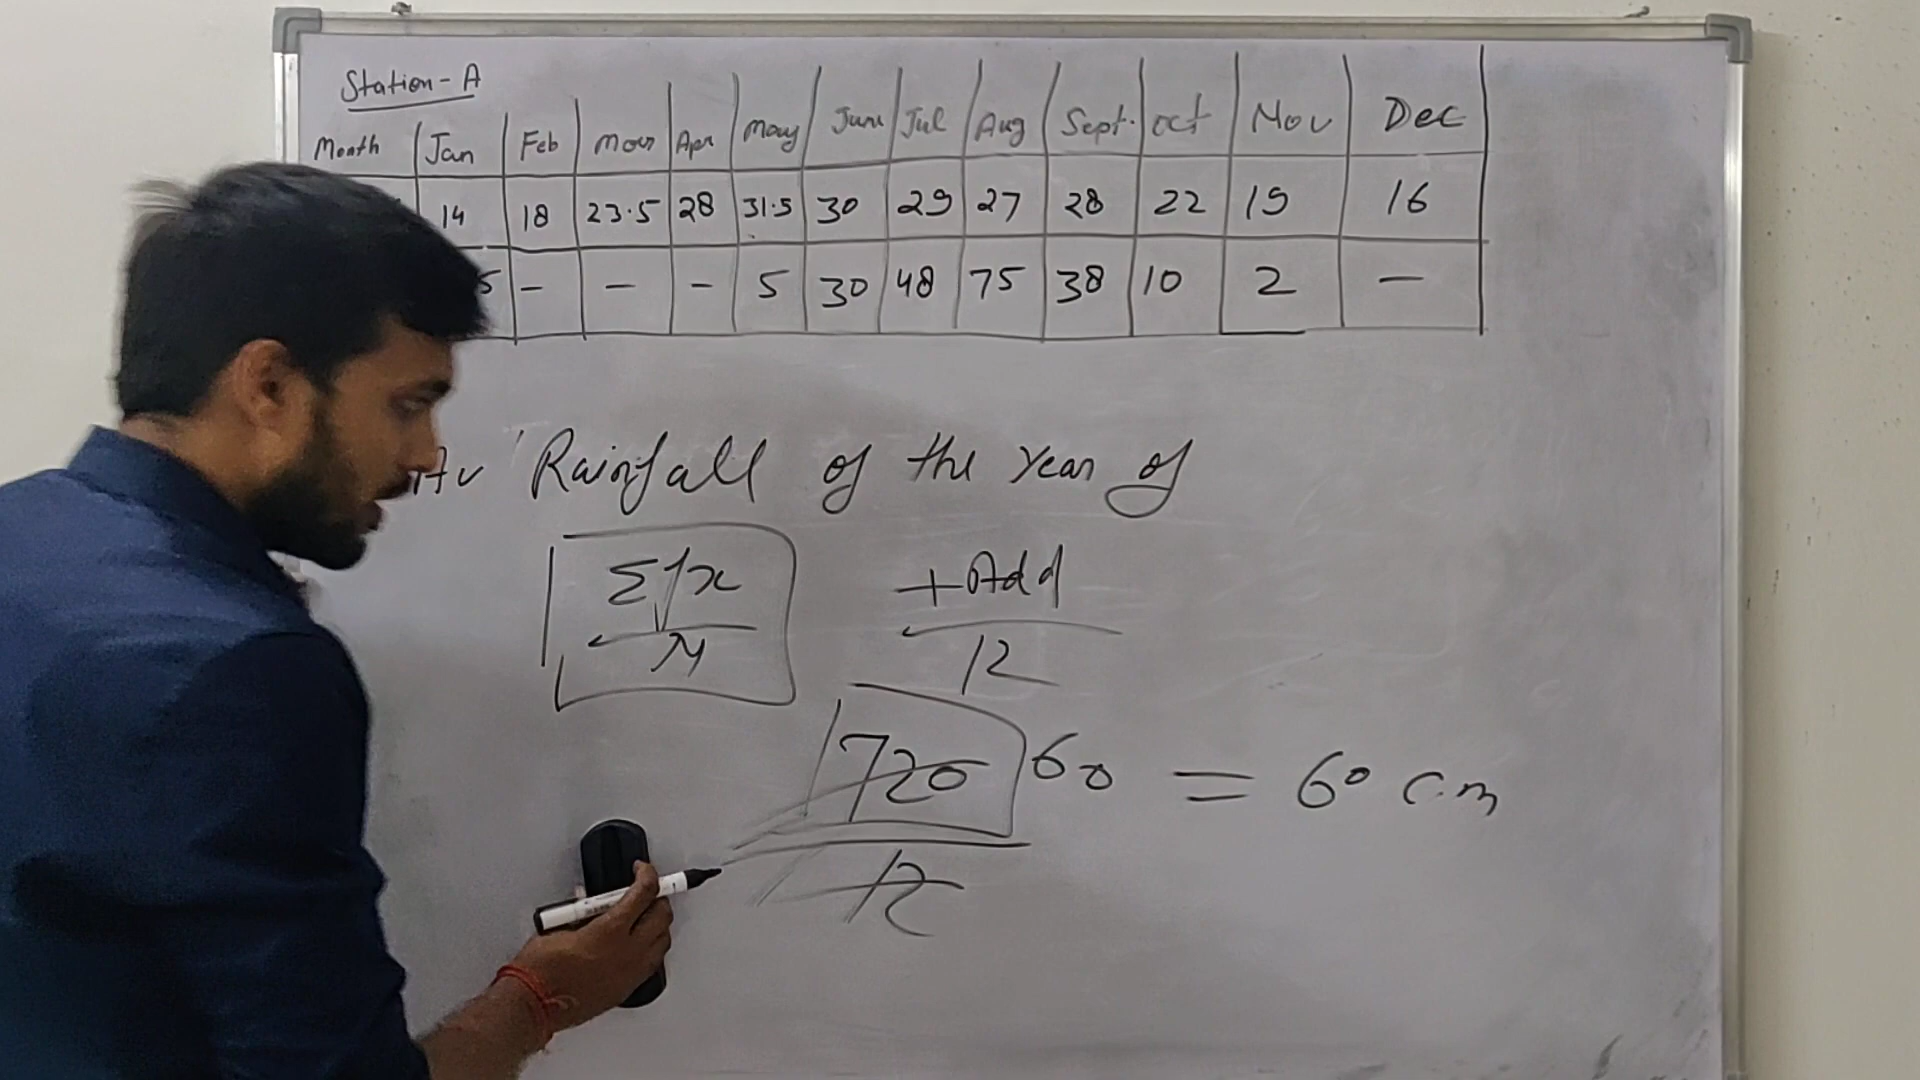 Station - A
Month Jan Feb Mar Apr May June Jul Aug Sept. Oct Nov Dec
14 18 23.5 28 31.5 30 29 27 28 22 19 16
5 - - - 5 30 48 75 38 10 2 -
Av Rainfall of the Year of
Σfx / N
+ Add / 12
720 / 12 60 = 60 c.m